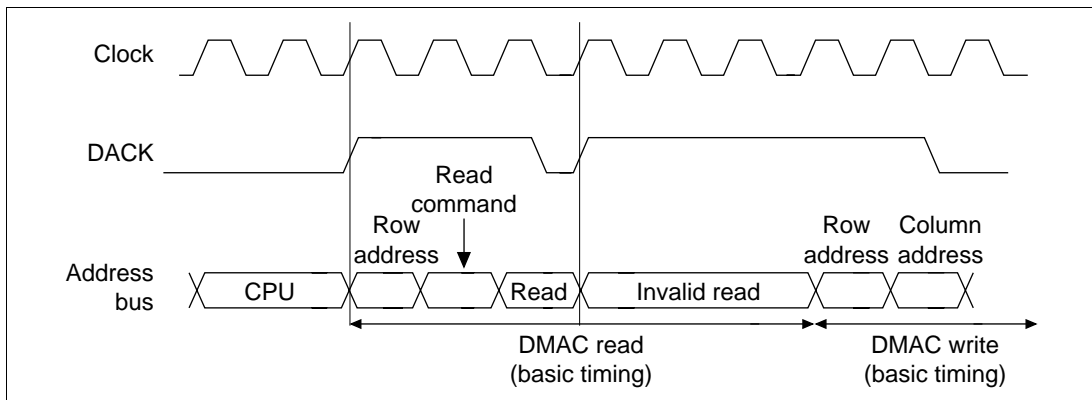 Clock
DACK
Read
command
Row
address
Row
address
Column
address
Address
bus
CPU
Read
Invalid read
DMAC read
(basic timing)
DMAC write
(basic timing)